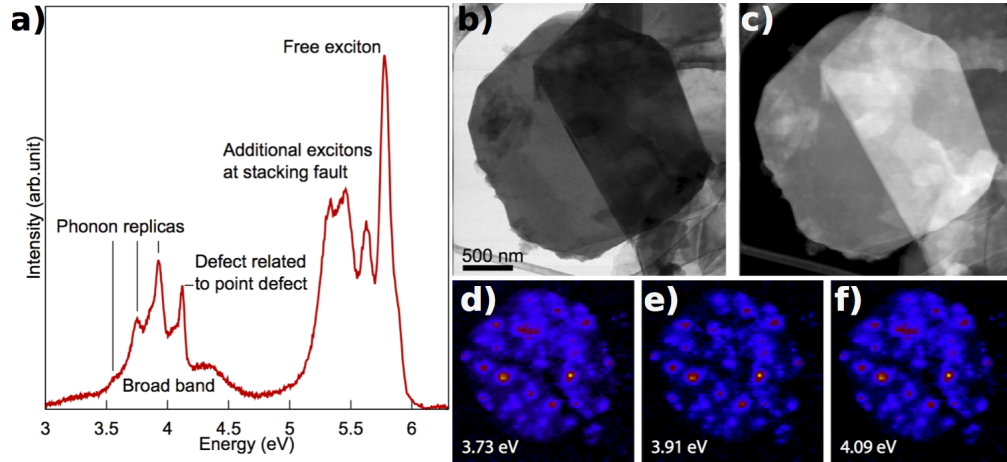 a)
Intensity (arb.unit)
Free exciton
Additional excitons
at stacking fault
Phonon replicas
Defect related
to point defect
Broad band
3
3.5
4
4.5
5
5.5
6
Energy (eV)
b)
500 nm
c)
d)
3.73 eV
e)
3.91 eV
f)
4.09 eV